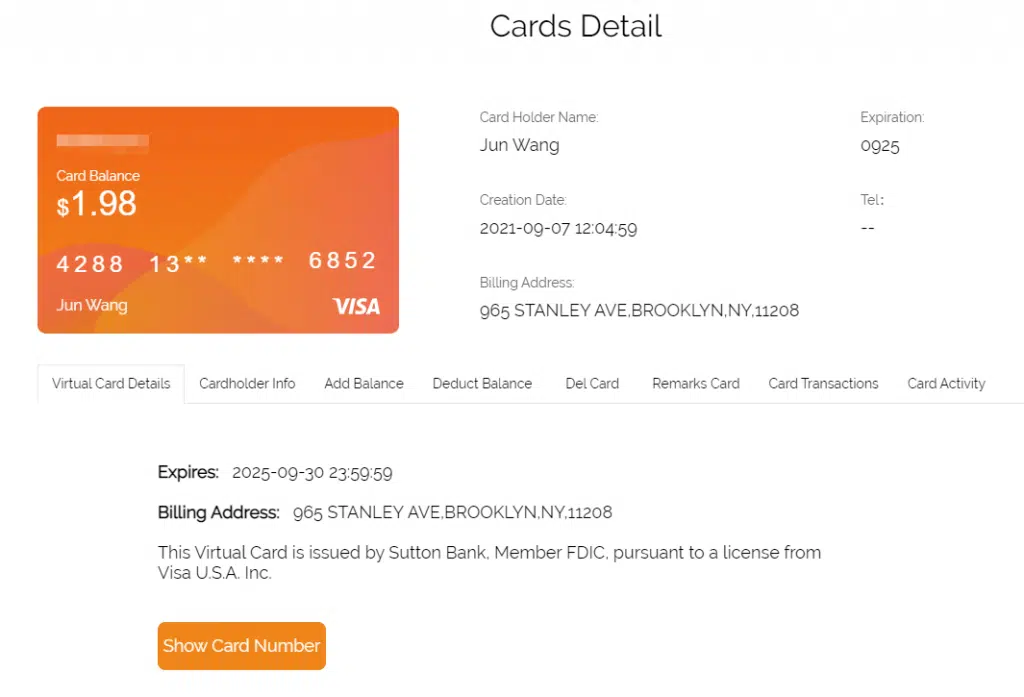 Cards Detail
Card Balance
$1.98
4288 13** **** 6852
Jun Wang
VISA
Card Holder Name:
Jun Wang
Expiration:
0925
Creation Date:
2021-09-07 12:04:59
Tel:
--
Billing Address:
965 STANLEY AVE,BROOKLYN,NY,11208
Virtual Card Details Cardholder Info Add Balance Deduct Balance Del Card Remarks Card Card Transactions Card Activity
Expires: 2025-09-30 23:59:59
Billing Address: 965 STANLEY AVE,BROOKLYN,NY,11208
This Virtual Card is issued by Sutton Bank, Member FDIC, pursuant to a license from
Visa U.S.A. Inc.
Show Card Number